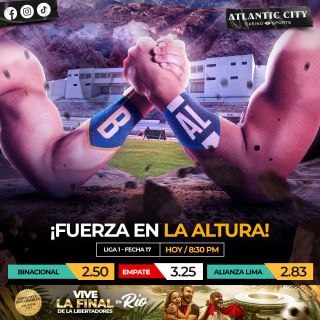 ATLANTIC CITY
CASINO SPORTS
B
AL
¡FUERZA EN LA ALTURA!
LIGA 1 - FECHA 17
HOY / 8:30 PM
BINACIONAL 2.50
EMPATE 3.25
ALIANZA LIMA 2.83
VIVE
LA FINAL en Río
DE LA LIBERTADORES